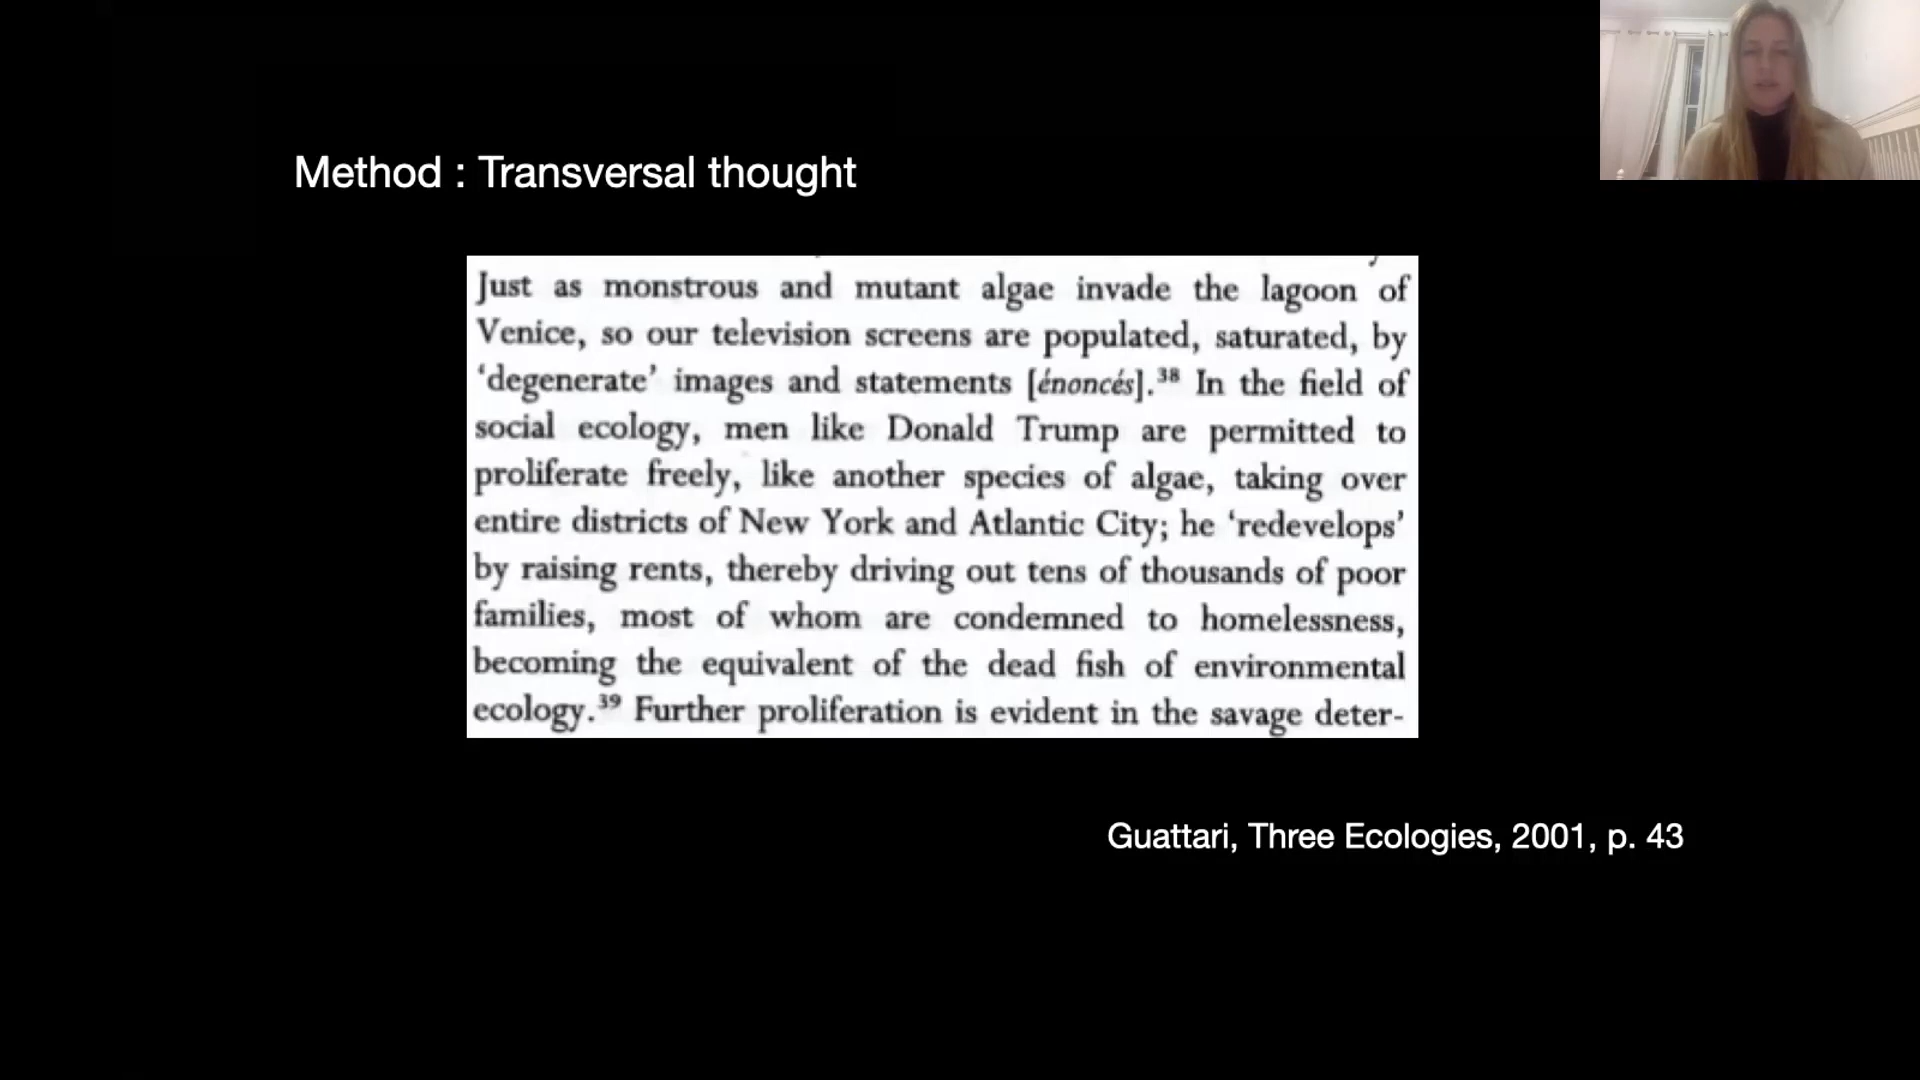 Method : Transversal thought
Just as monstrous and mutant algae invade the lagoon of
Venice, so our television screens are populated, saturated, by
‘degenerate’ images and statements [énoncés].³⁸ In the field of
social ecology, men like Donald Trump are permitted to
proliferate freely, like another species of algae, taking over
entire districts of New York and Atlantic City; he ‘redevelops’
by raising rents, thereby driving out tens of thousands of poor
families, most of whom are condemned to homelessness,
becoming the equivalent of the dead fish of environmental
ecology.³⁹ Further proliferation is evident in the savage deter-
Guattari, Three Ecologies, 2001, p. 43